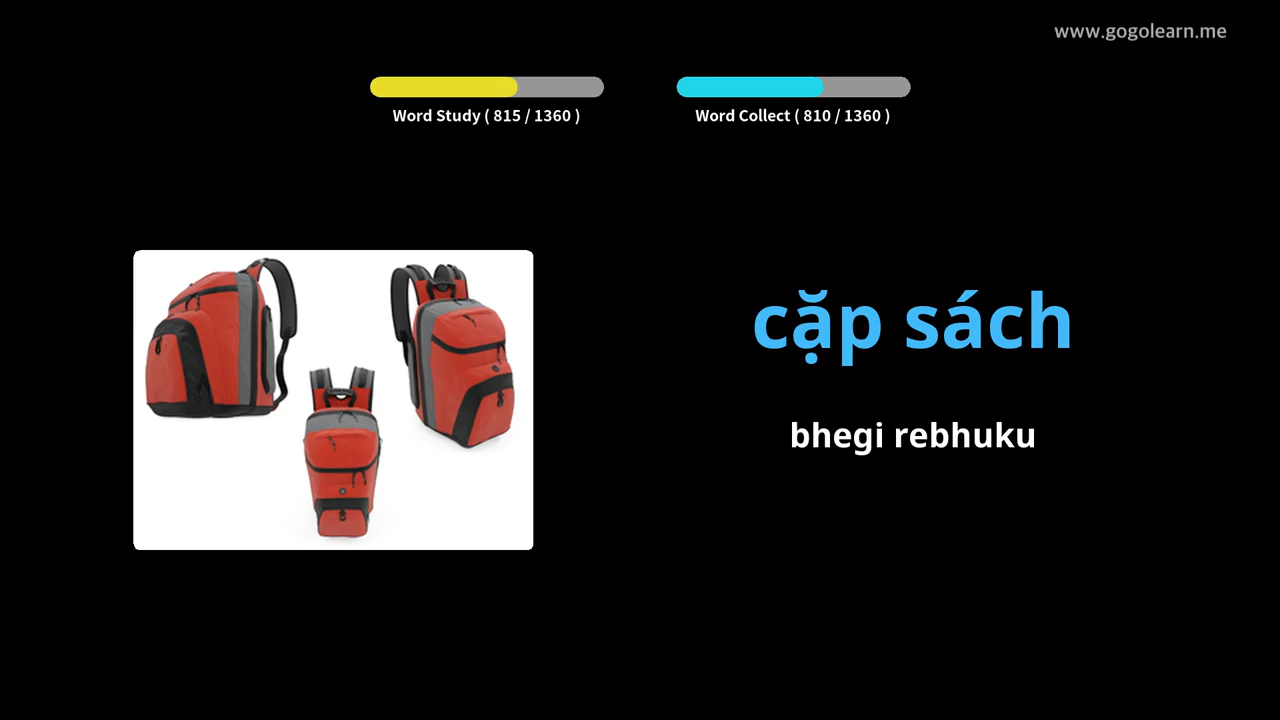 www.gogolearn.me
Word Study ( 815 / 1360 )
Word Collect ( 810 / 1360 )
cặp sách
bhegi rebhuku